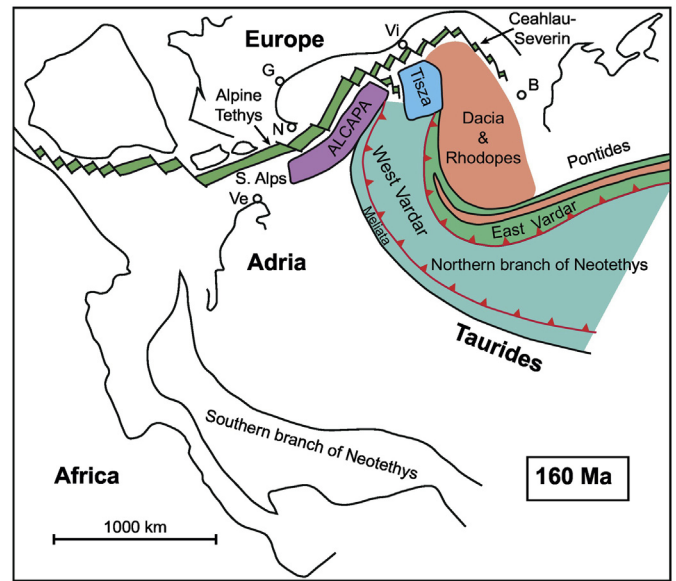 Europe
Vi
Ceahlau-
Severin
G
Tisza
B
Alpine
Tethys
N
ALCAPA
Dacia
&
Rhodopes
S. Alps
Pontides
Ve
West Vardar
East Vardar
Meliata
Adria
Northern branch of Neotethys
Taurides
Southern branch of Neotethys
Africa
160 Ma
1000 km